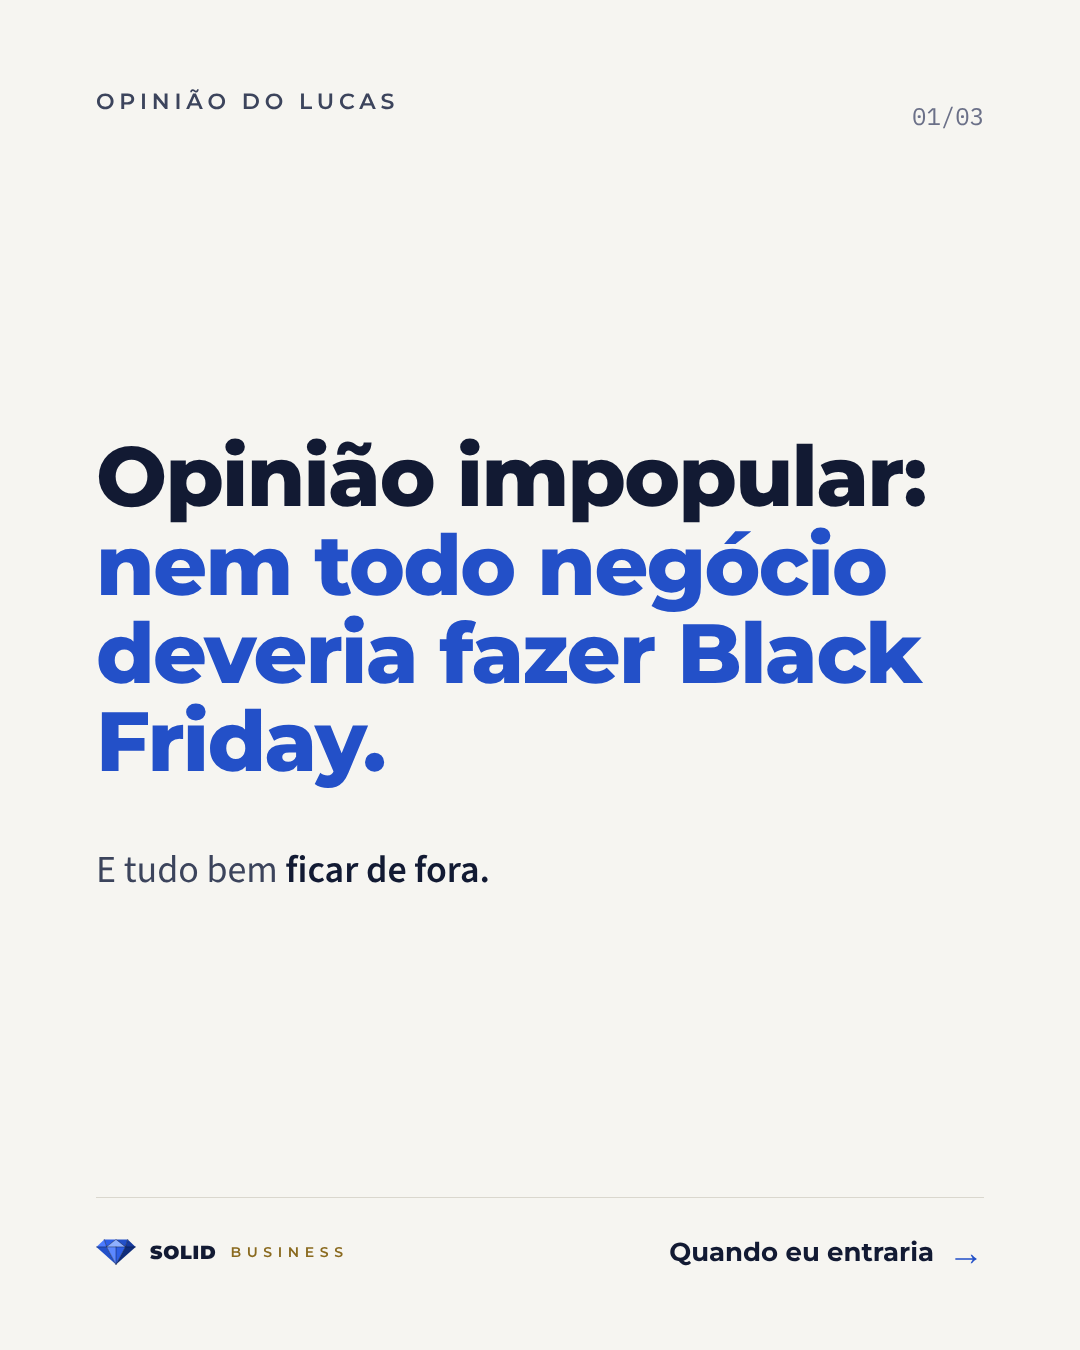 OPINIÃO DO LUCAS
01/03
Opinião impopular:
nem todo negócio
deveria fazer Black
Friday.
E tudo bem ficar de fora.
SOLID BUSINESS
Quando eu entraria →